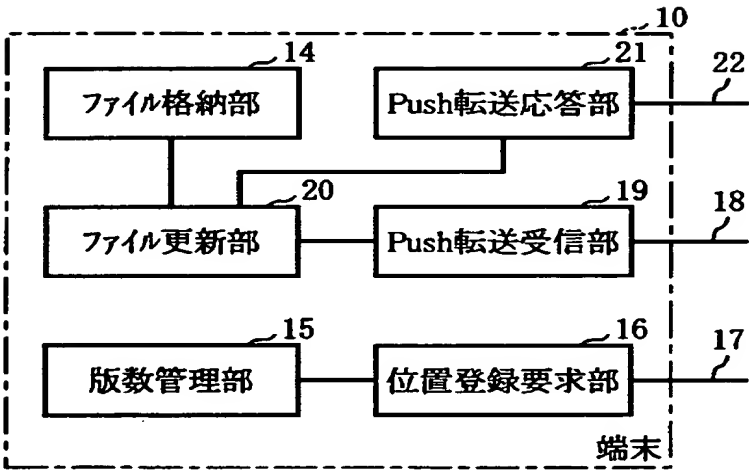 10
14
21
22
ファイル格納部
Push転送応答部
20
19
18
ファイル更新部
Push転送受信部
15
16
17
版数管理部
位置登録要求部
端末